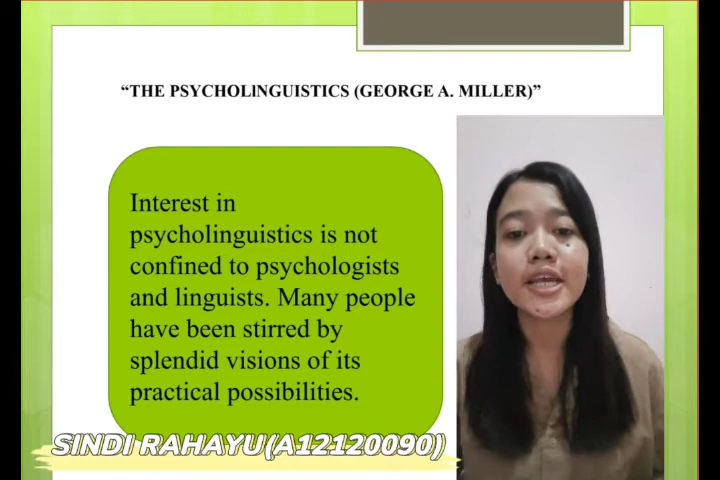 “THE PSYCHOLINGUISTICS (GEORGE A. MILLER)”
Interest in
psycholinguistics is not
confined to psychologists
and linguists. Many people
have been stirred by
splendid visions of its
practical possibilities.
SINDI RAHAYU(A12120090)